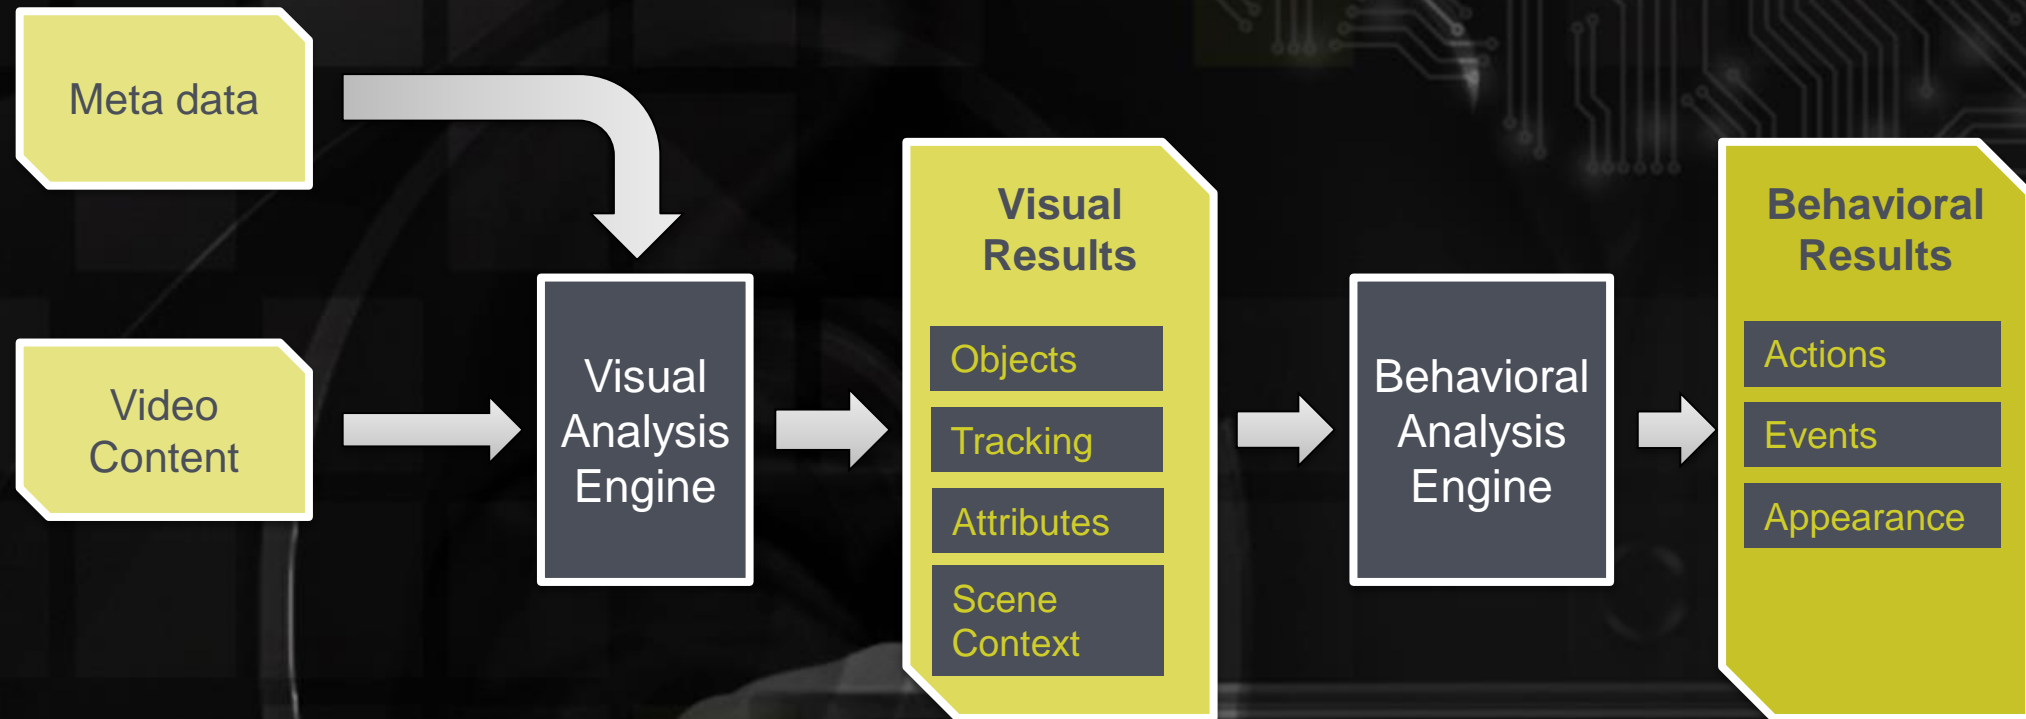 Meta data
Video
Content
Visual
Analysis
Engine
Visual
Results
Objects
Tracking
Attributes
Scene
Context
Behavioral
Analysis
Engine
Behavioral
Results
Actions
Events
Appearance